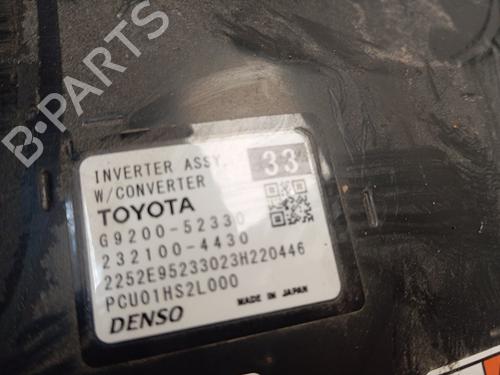 B-PARTS
INVERTER ASSY,
W/CONVERTER
33
TOYOTA
G9200-52330
232100-4430
2252E95233023H220446
PCU01HS2L000
DENSO
MADE IN JAPAN